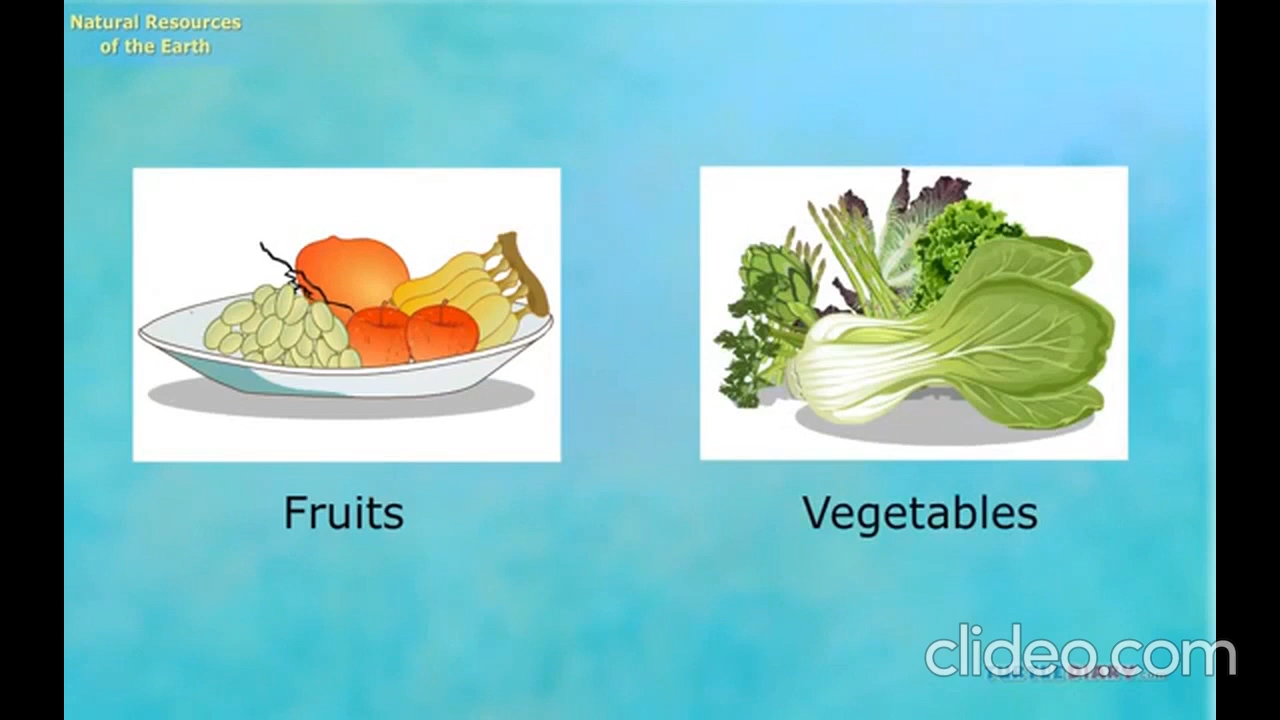 Natural Resources
of the Earth
Fruits
Vegetables
clideo.com